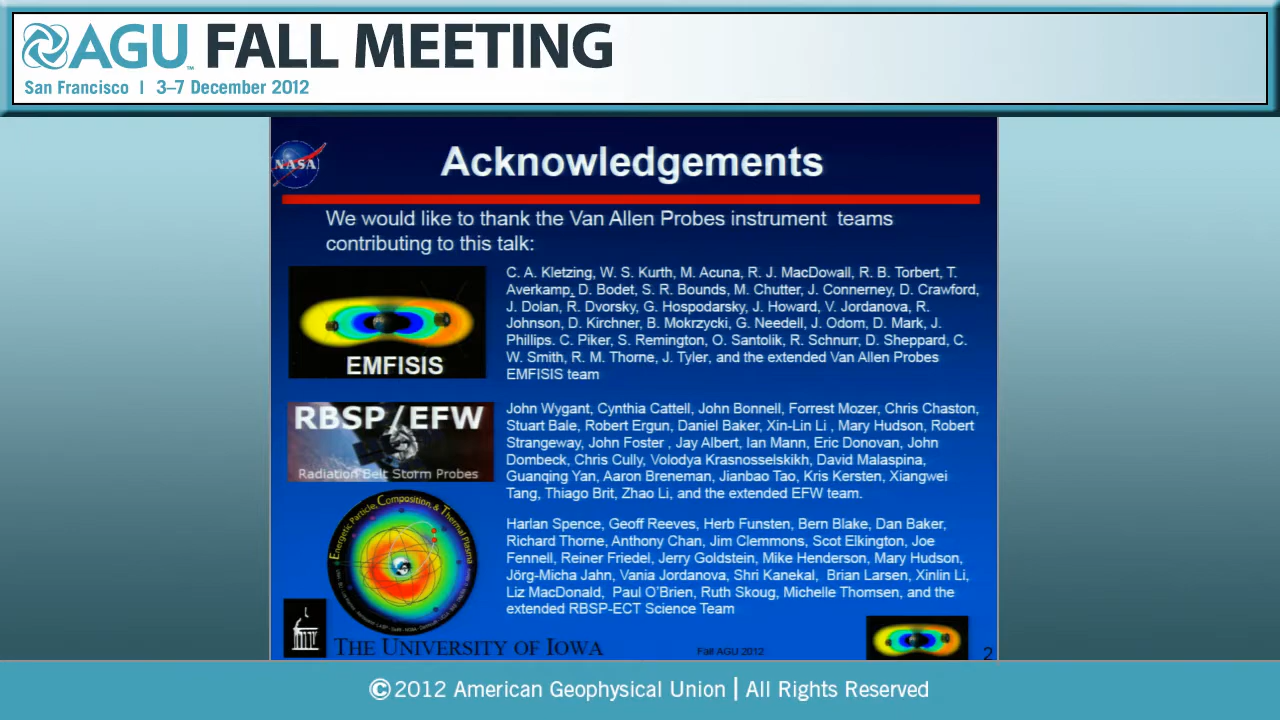 AGU FALL MEETING
San Francisco | 3–7 December 2012
NASA
Acknowledgements
We would like to thank the Van Allen Probes instrument teams
contributing to this talk:
EMFISIS
C. A. Kletzing, W. S. Kurth, M. Acuna, R. J. MacDowall, R. B. Torbert, T.
Averkamp, D. Bodet, S. R. Bounds, M. Chutter, J. Connerney, D. Crawford,
J. Dolan, R. Dvorsky, G. Hospodarsky, J. Howard, V. Jordanova, R.
Johnson, D. Kirchner, B. Mokrzycki, G. Needell, J. Odom, D. Mark, J.
Phillips. C. Piker, S. Remington, O. Santolik, R. Schnurr, D. Sheppard, C.
W. Smith, R. M. Thorne, J. Tyler, and the extended Van Allen Probes
EMFISIS team
RBSP/EFW
Radiation Belt Storm Probes
John Wygant, Cynthia Cattell, John Bonnell, Forrest Mozer, Chris Chaston,
Stuart Bale, Robert Ergun, Daniel Baker, Xin-Lin Li , Mary Hudson, Robert
Strangeway, John Foster , Jay Albert, Ian Mann, Eric Donovan, John
Dombeck, Chris Cully, Volodya Krasnosselskikh, David Malaspina,
Guanqing Yan, Aaron Breneman, Jianbao Tao, Kris Kersten, Xiangwei
Tang, Thiago Brit, Zhao Li, and the extended EFW team.
Energetic Particle, Composition, & Thermal Plasma
Harlan Spence, Geoff Reeves, Herb Funsten, Bern Blake, Dan Baker,
Richard Thorne, Anthony Chan, Jim Clemmons, Scot Elkington, Joe
Fennell, Reiner Friedel, Jerry Goldstein, Mike Henderson, Mary Hudson,
Jörg-Micha Jahn, Vania Jordanova, Shri Kanekal, Brian Larsen, Xinlin Li,
Liz MacDonald, Paul O'Brien, Ruth Skoug, Michelle Thomsen, and the
extended RBSP-ECT Science Team
THE UNIVERSITY OF IOWA
Fall AGU 2012
2
©2012 American Geophysical Union | All Rights Reserved